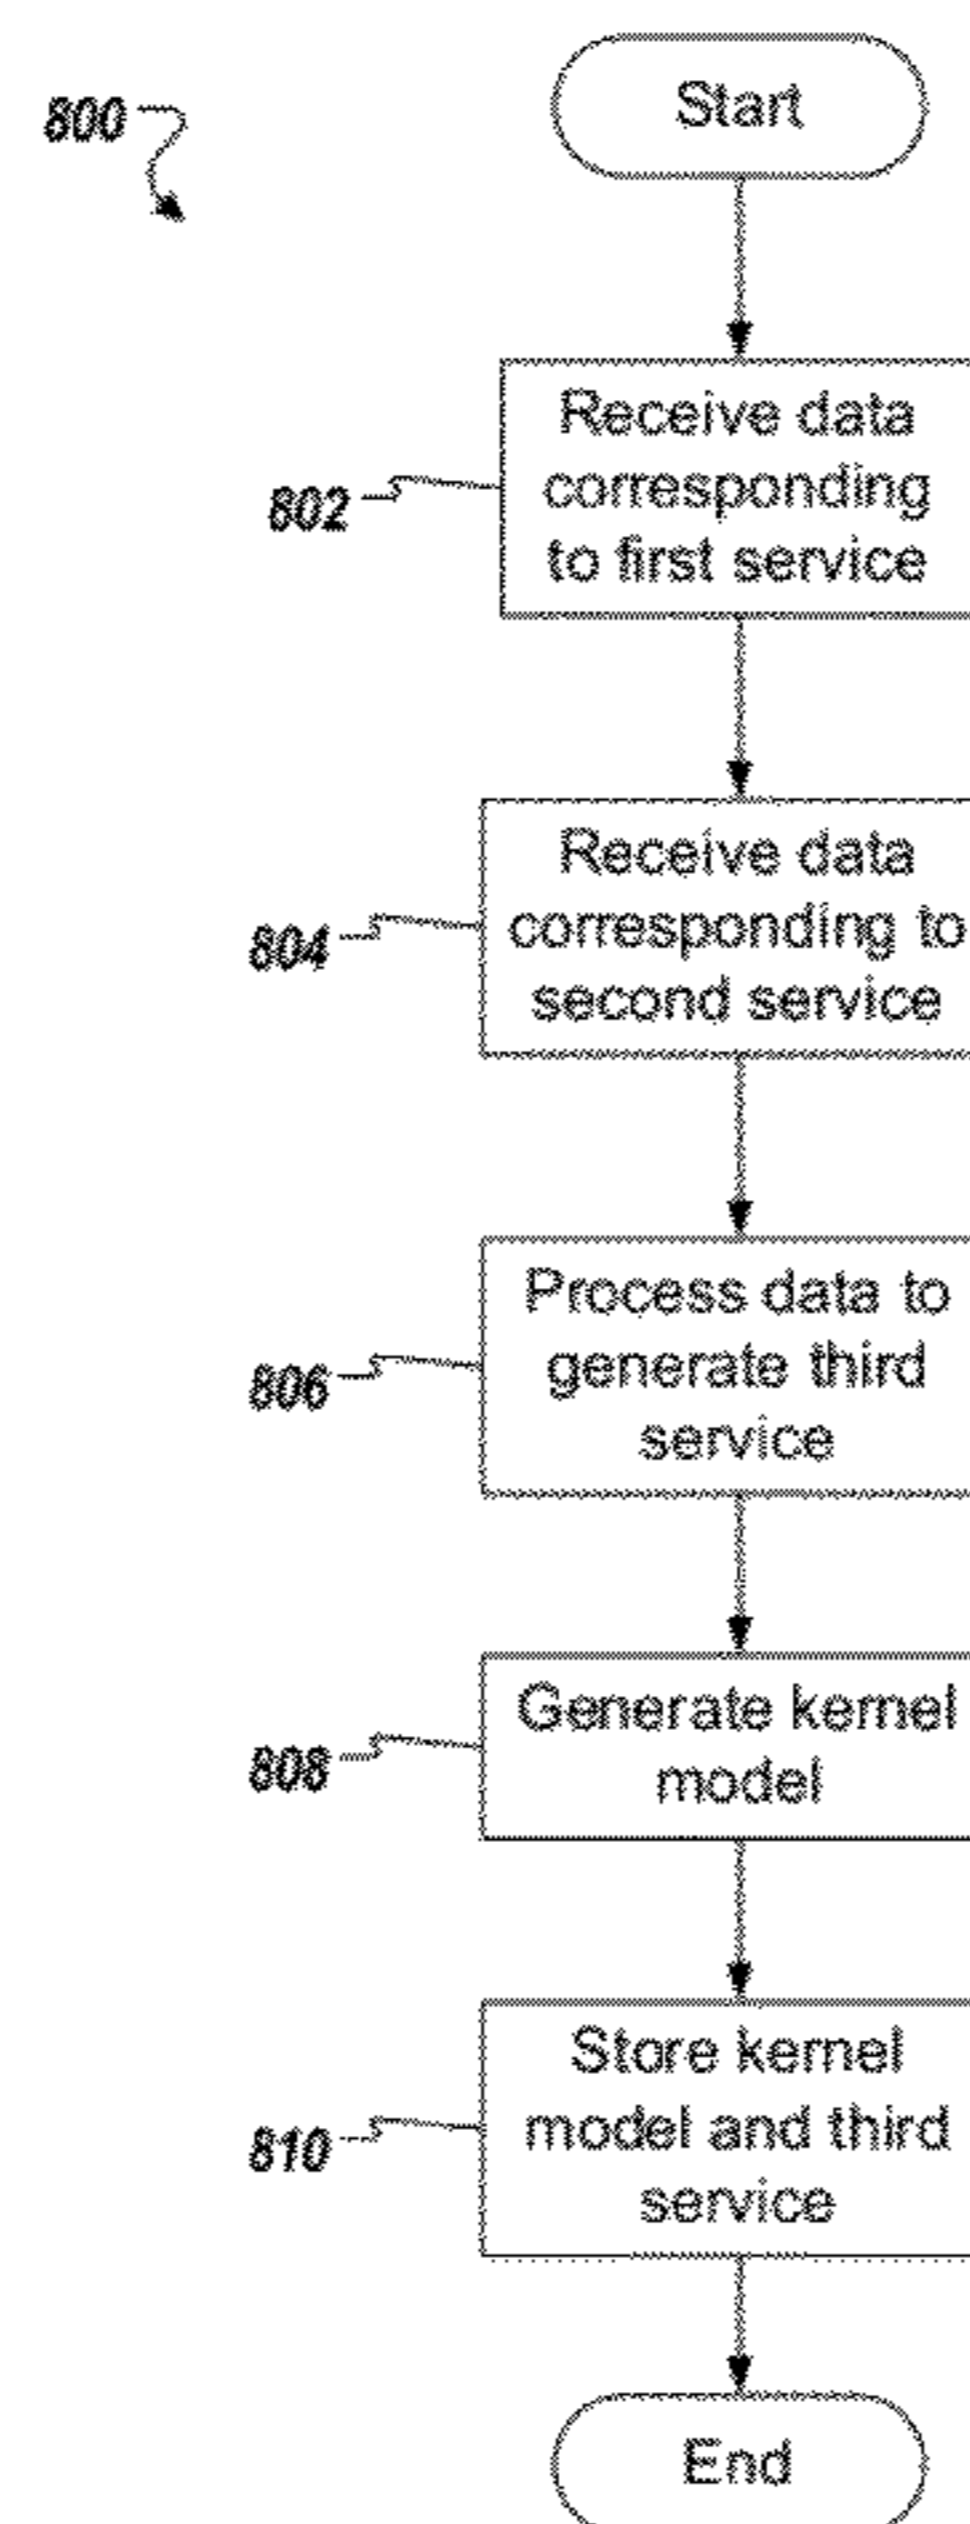 800
Start
802
Receive data
corresponding
to first service
804
Receive data
corresponding to
second service
806
Process data to
generate third
service
808
Generate kernel
model
810
Store kernel
model and third
service
End